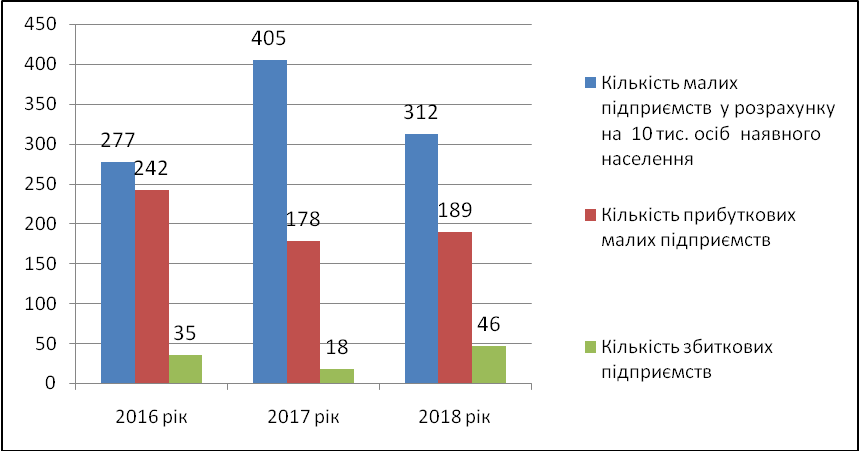 450
400
350
300
250
200
150
100
50
0
277
242
35
405
178
18
312
189
46
2016 рік
2017 рік
2018 рік
Кількість малих
підприємств у розрахунку
на 10 тис. осіб наявного
населення
Кількість прибуткових
малих підприємств
Кількість збиткових
підприємств